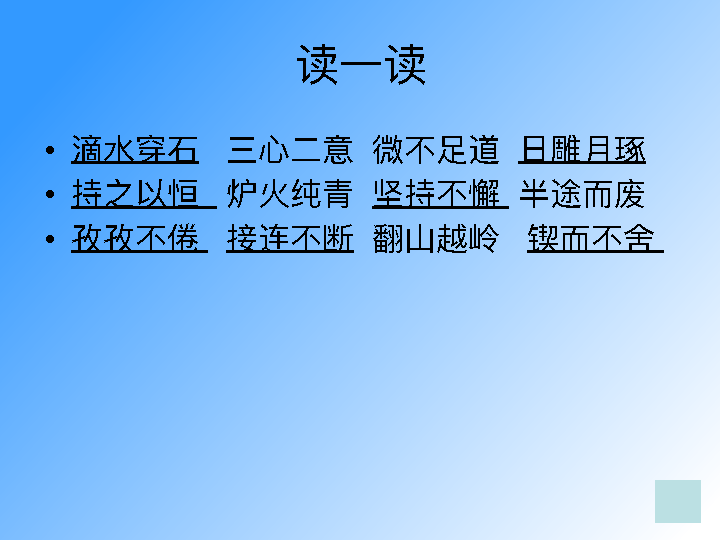 读一读
• 滴水穿石 三心二意 微不足道 日雕月琢
• 持之以恒 炉火纯青 坚持不懈 半途而废
• 孜孜不倦 接连不断 翻山越岭 锲而不舍